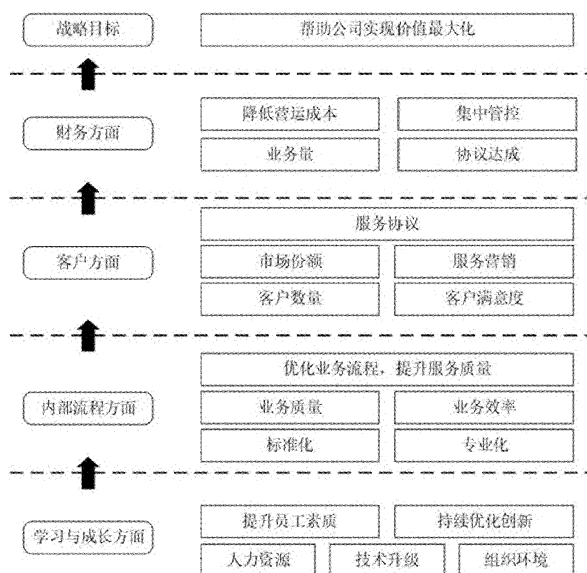 战略目标 帮助公司实现价值最大化
财务方面 降低营运成本 集中管控
业务量 协议达成
客户方面 服务协议
市场份额 服务营销
客户数量 客户满意度
内部流程方面 优化业务流程，提升服务质量
业务质量 业务效率
标准化 专业化
学习与成长方面 提升员工素质 持续优化创新
人力资源 技术升级 组织环境